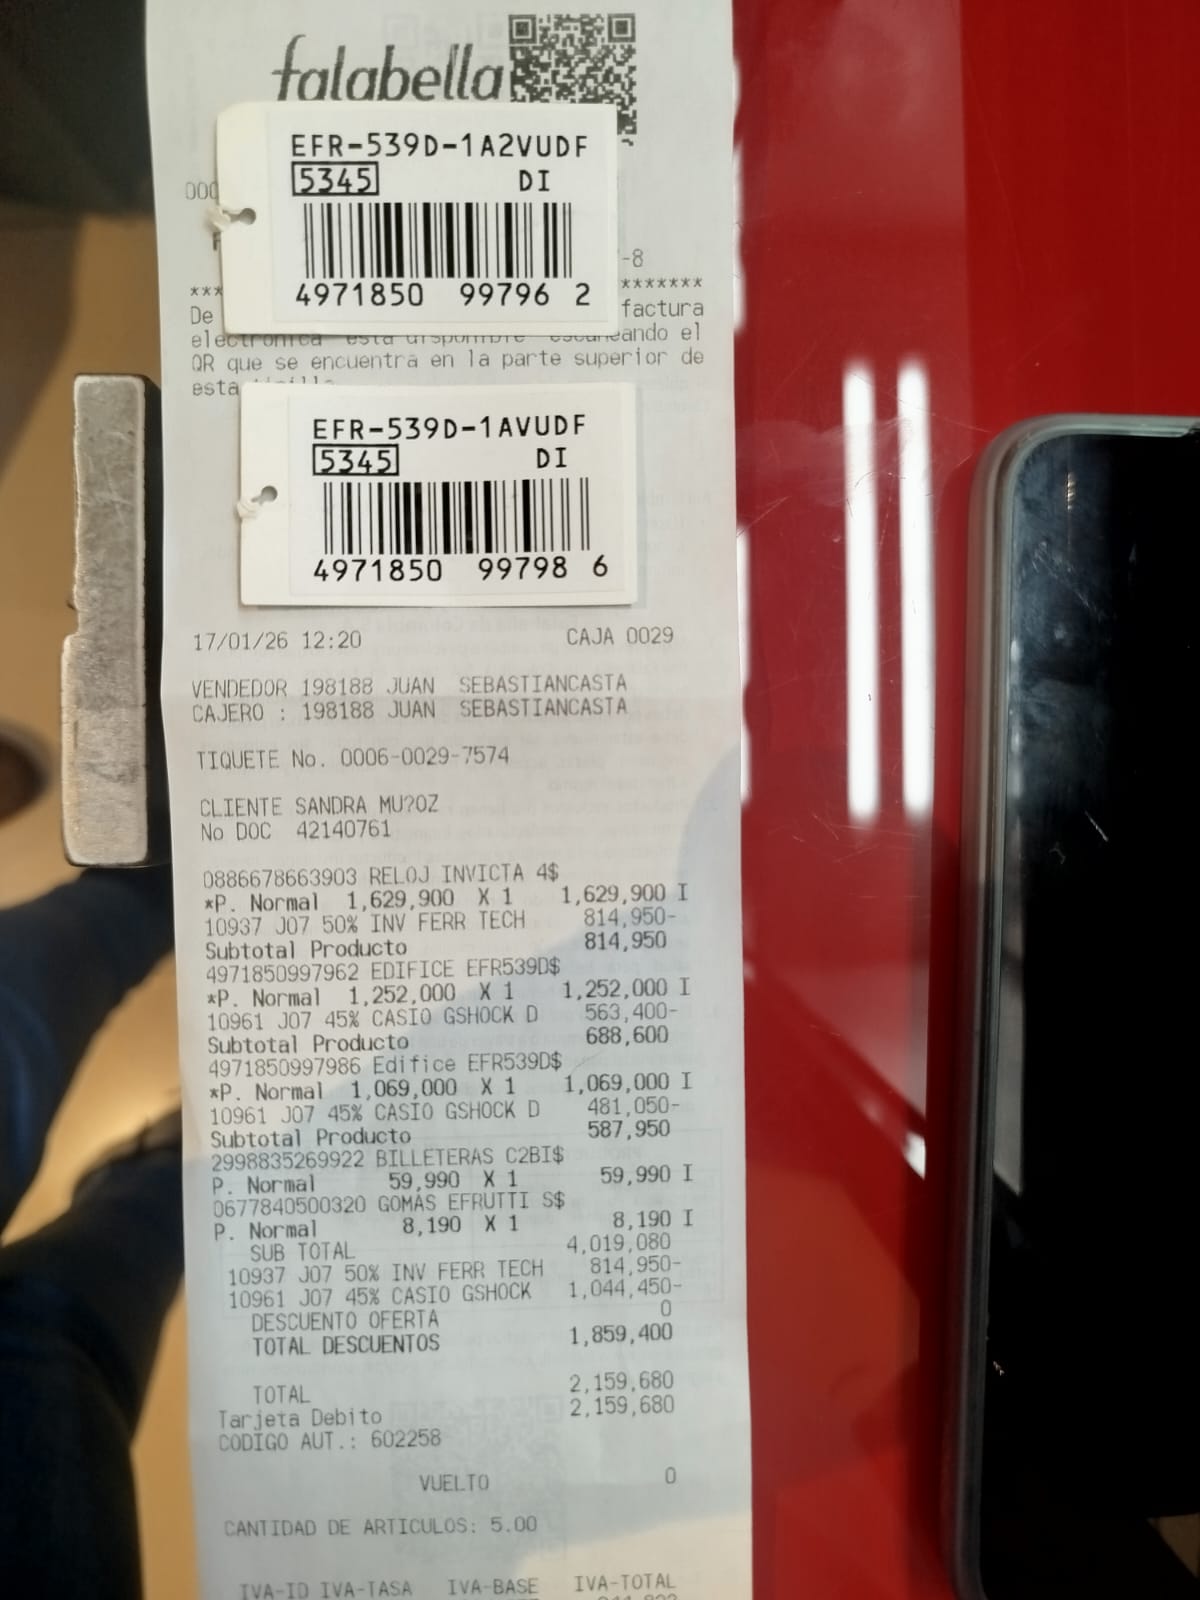 falabella
EFR-539D-1A2VUDF
5345 DI
000
4971850 99796 2
-8
*** *******
De factura
electrónica está disponible escaneando el
QR que se encuentra en la parte superior de
esta
EFR-539D-1AVUDF
5345 DI
4971850 99798 6
17/01/26 12:20 CAJA 0029
VENDEDOR 198188 JUAN SEBASTIANCASTA
CAJERO : 198188 JUAN SEBASTIANCASTA
TIQUETE No. 0006-0029-7574
CLIENTE SANDRA MU?OZ
No DOC 42140761
0886678663903 RELOJ INVICTA 4$
*P. Normal 1,629,900 X 1 1,629,900 I
10937 J07 50% INV FERR TECH 814,950-
Subtotal Producto 814,950
4971850997962 EDIFICE EFR539D$
*P. Normal 1,252,000 X 1 1,252,000 I
10961 J07 45% CASIO GSHOCK D 563,400-
Subtotal Producto 688,600
4971850997986 Edifice EFR539D$
*P. Normal 1,069,000 X 1 1,069,000 I
10961 J07 45% CASIO GSHOCK D 481,050-
Subtotal Producto 587,950
2998835269922 BILLETERAS C2BI$
P. Normal 59,990 X 1 59,990 I
0677840500320 GOMAS EFRUTTI S$
P. Normal 8,190 X 1 8,190 I
SUB TOTAL 4,019,080
10937 J07 50% INV FERR TECH 814,950-
10961 J07 45% CASIO GSHOCK 1,044,450-
DESCUENTO OFERTA 0
TOTAL DESCUENTOS 1,859,400
TOTAL 2,159,680
Tarjeta Debito 2,159,680
CODIGO AUT.: 602258
VUELTO 0
CANTIDAD DE ARTICULOS: 5.00
IVA-ID IVA-TASA IVA-BASE IVA-TOTAL